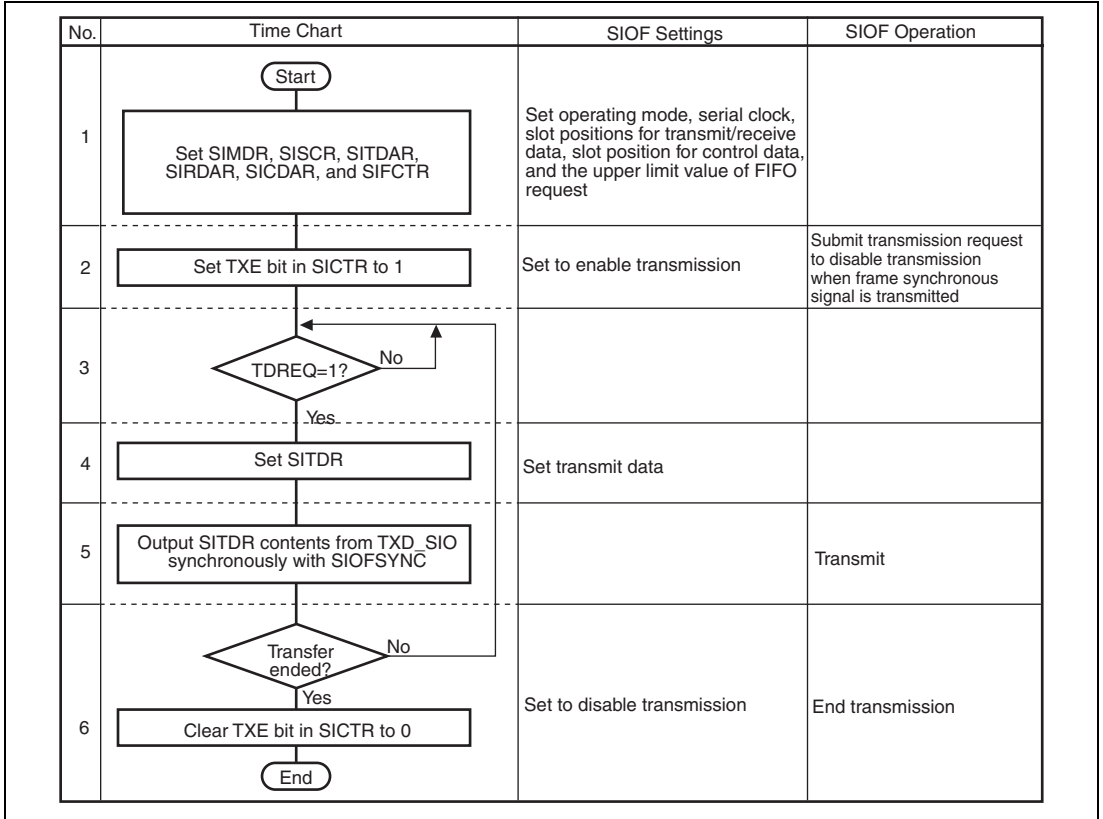 No.
Time Chart
SIOF Settings
SIOF Operation
Start
1
Set SIMDR, SISCR, SITDAR,
SIRDAR, SICDAR, and SIFCTR
Set operating mode, serial clock,
slot positions for transmit/receive
data, slot position for control data,
and the upper limit value of FIFO
request
2
Set TXE bit in SICTR to 1
Set to enable transmission
Submit transmission request
to disable transmission
when frame synchronous
signal is transmitted
3
TDREQ=1?
No
Yes
4
Set SITDR
Set transmit data
5
Output SITDR contents from TXD_SIO
synchronously with SIOFSYNC
Transmit
Transfer
ended?
No
Yes
6
Clear TXE bit in SICTR to 0
Set to disable transmission
End transmission
End